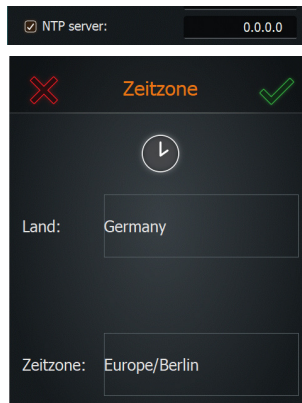 NTP server: 0.0.0.0
Zeitzone
Land: Germany
Zeitzone: Europe/Berlin